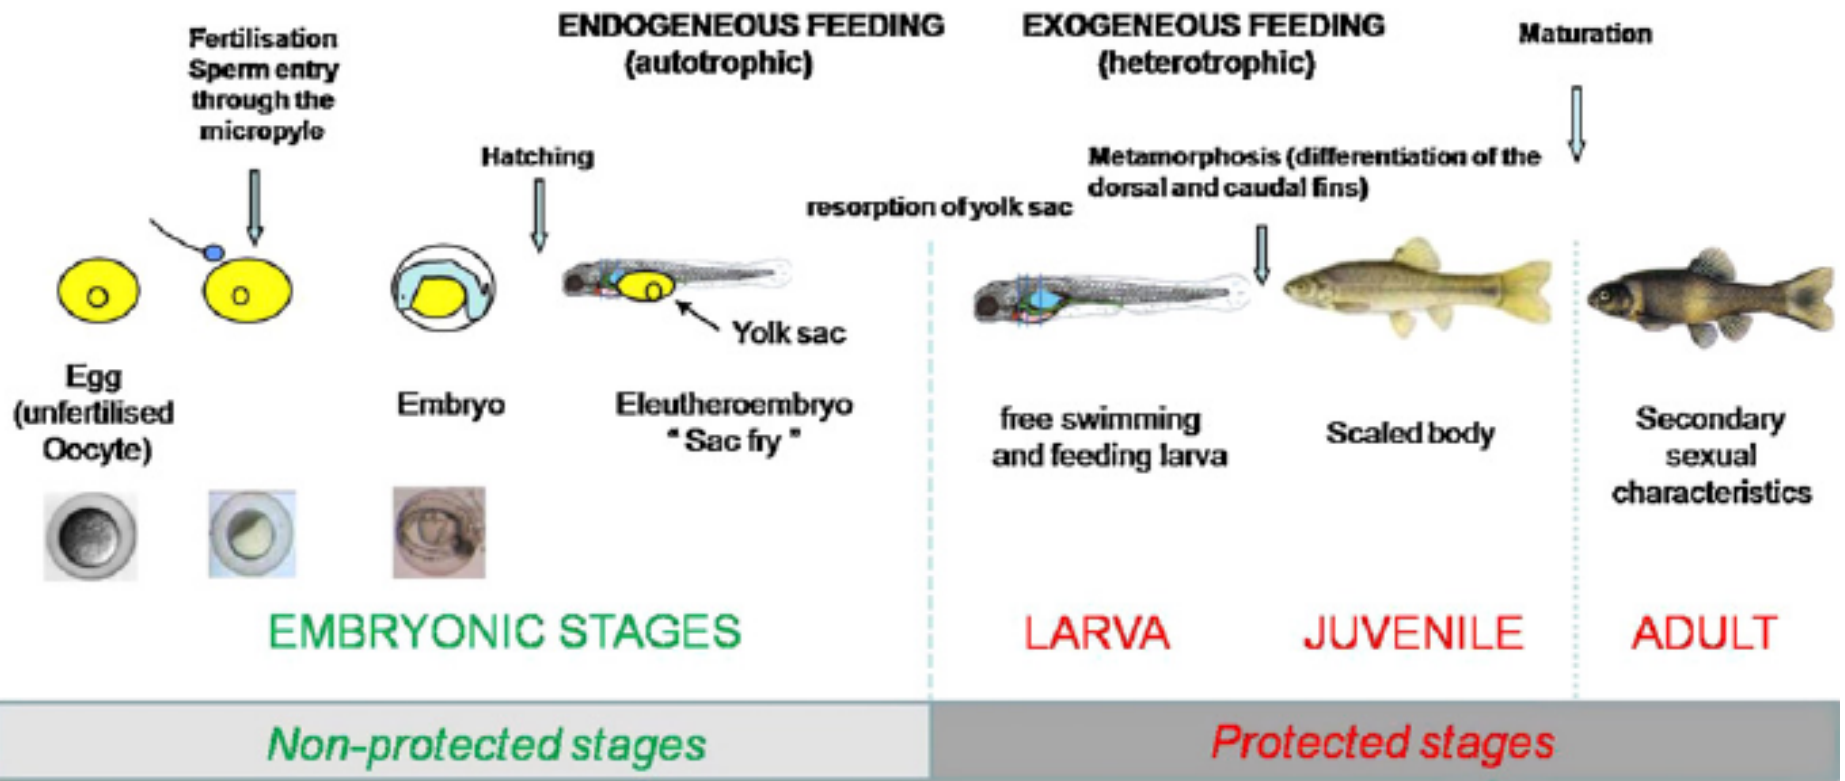 Fertilisation
Sperm entry
through the
micropyle
ENDOGENEOUS FEEDING
(autotrophic)
EXOGENEOUS FEEDING
(heterotrophic)
Maturation
Hatching
resorption of yolk sac
Metamorphosis (differentiation of the
dorsal and caudal fins)
Yolk sac
Egg
(unfertilised
Oocyte)
Embryo
Eleutheroembryo
" Sac fry "
free swimming
and feeding larva
Scaled body
Secondary
sexual
characteristics
EMBRYONIC STAGES
LARVA
JUVENILE
ADULT
Non-protected stages
Protected stages